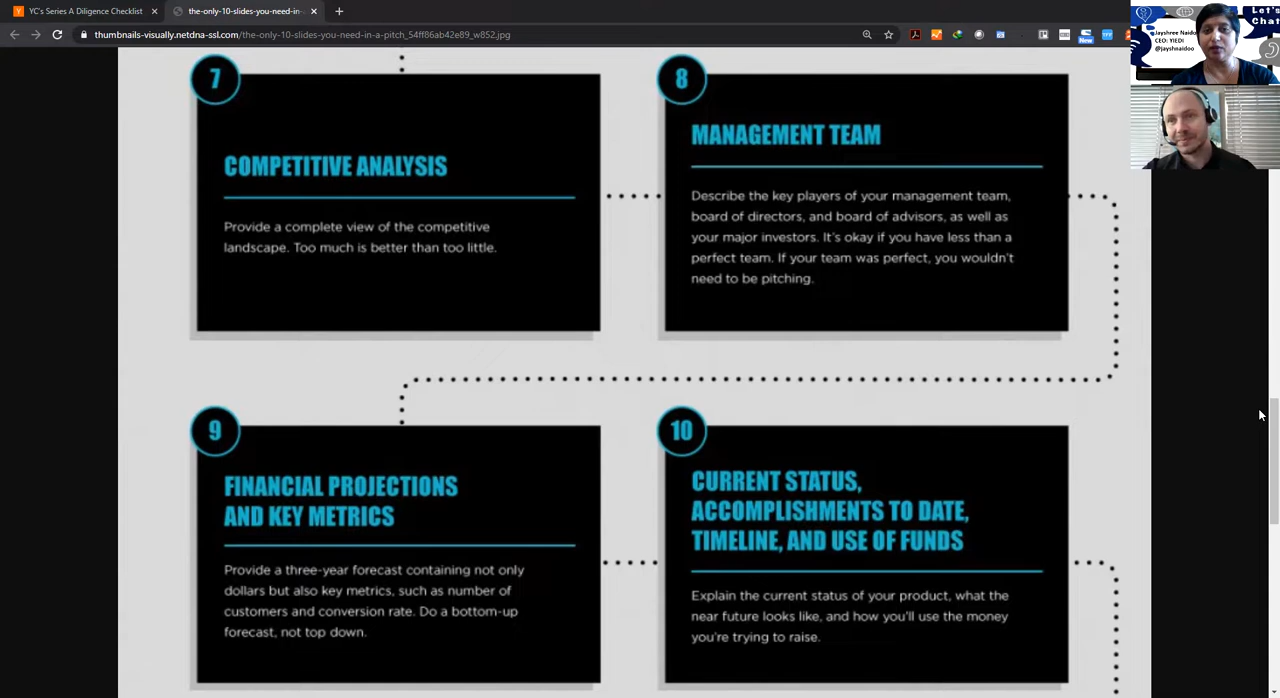 YC's Series A Diligence Checklist
the-only-10-slides-you-need-in-
thumbnails-visually.netdna-ssl.com/the-only-10-slides-you-need-in-a-pitch_54ff86ab42e89_w852.jpg
Let's
Chat
Jayshree Naidoo
CEO: YIEDI
@jayshnaidoo
7
COMPETITIVE ANALYSIS
Provide a complete view of the competitive
landscape. Too much is better than too little.
8
MANAGEMENT TEAM
Describe the key players of your management team,
board of directors, and board of advisors, as well as
your major investors. It's okay if you have less than a
perfect team. If your team was perfect, you wouldn't
need to be pitching.
9
FINANCIAL PROJECTIONS
AND KEY METRICS
Provide a three-year forecast containing not only
dollars but also key metrics, such as number of
customers and conversion rate. Do a bottom-up
forecast, not top down.
10
CURRENT STATUS,
ACCOMPLISHMENTS TO DATE,
TIMELINE, AND USE OF FUNDS
Explain the current status of your product, what the
near future looks like, and how you'll use the money
you're trying to raise.